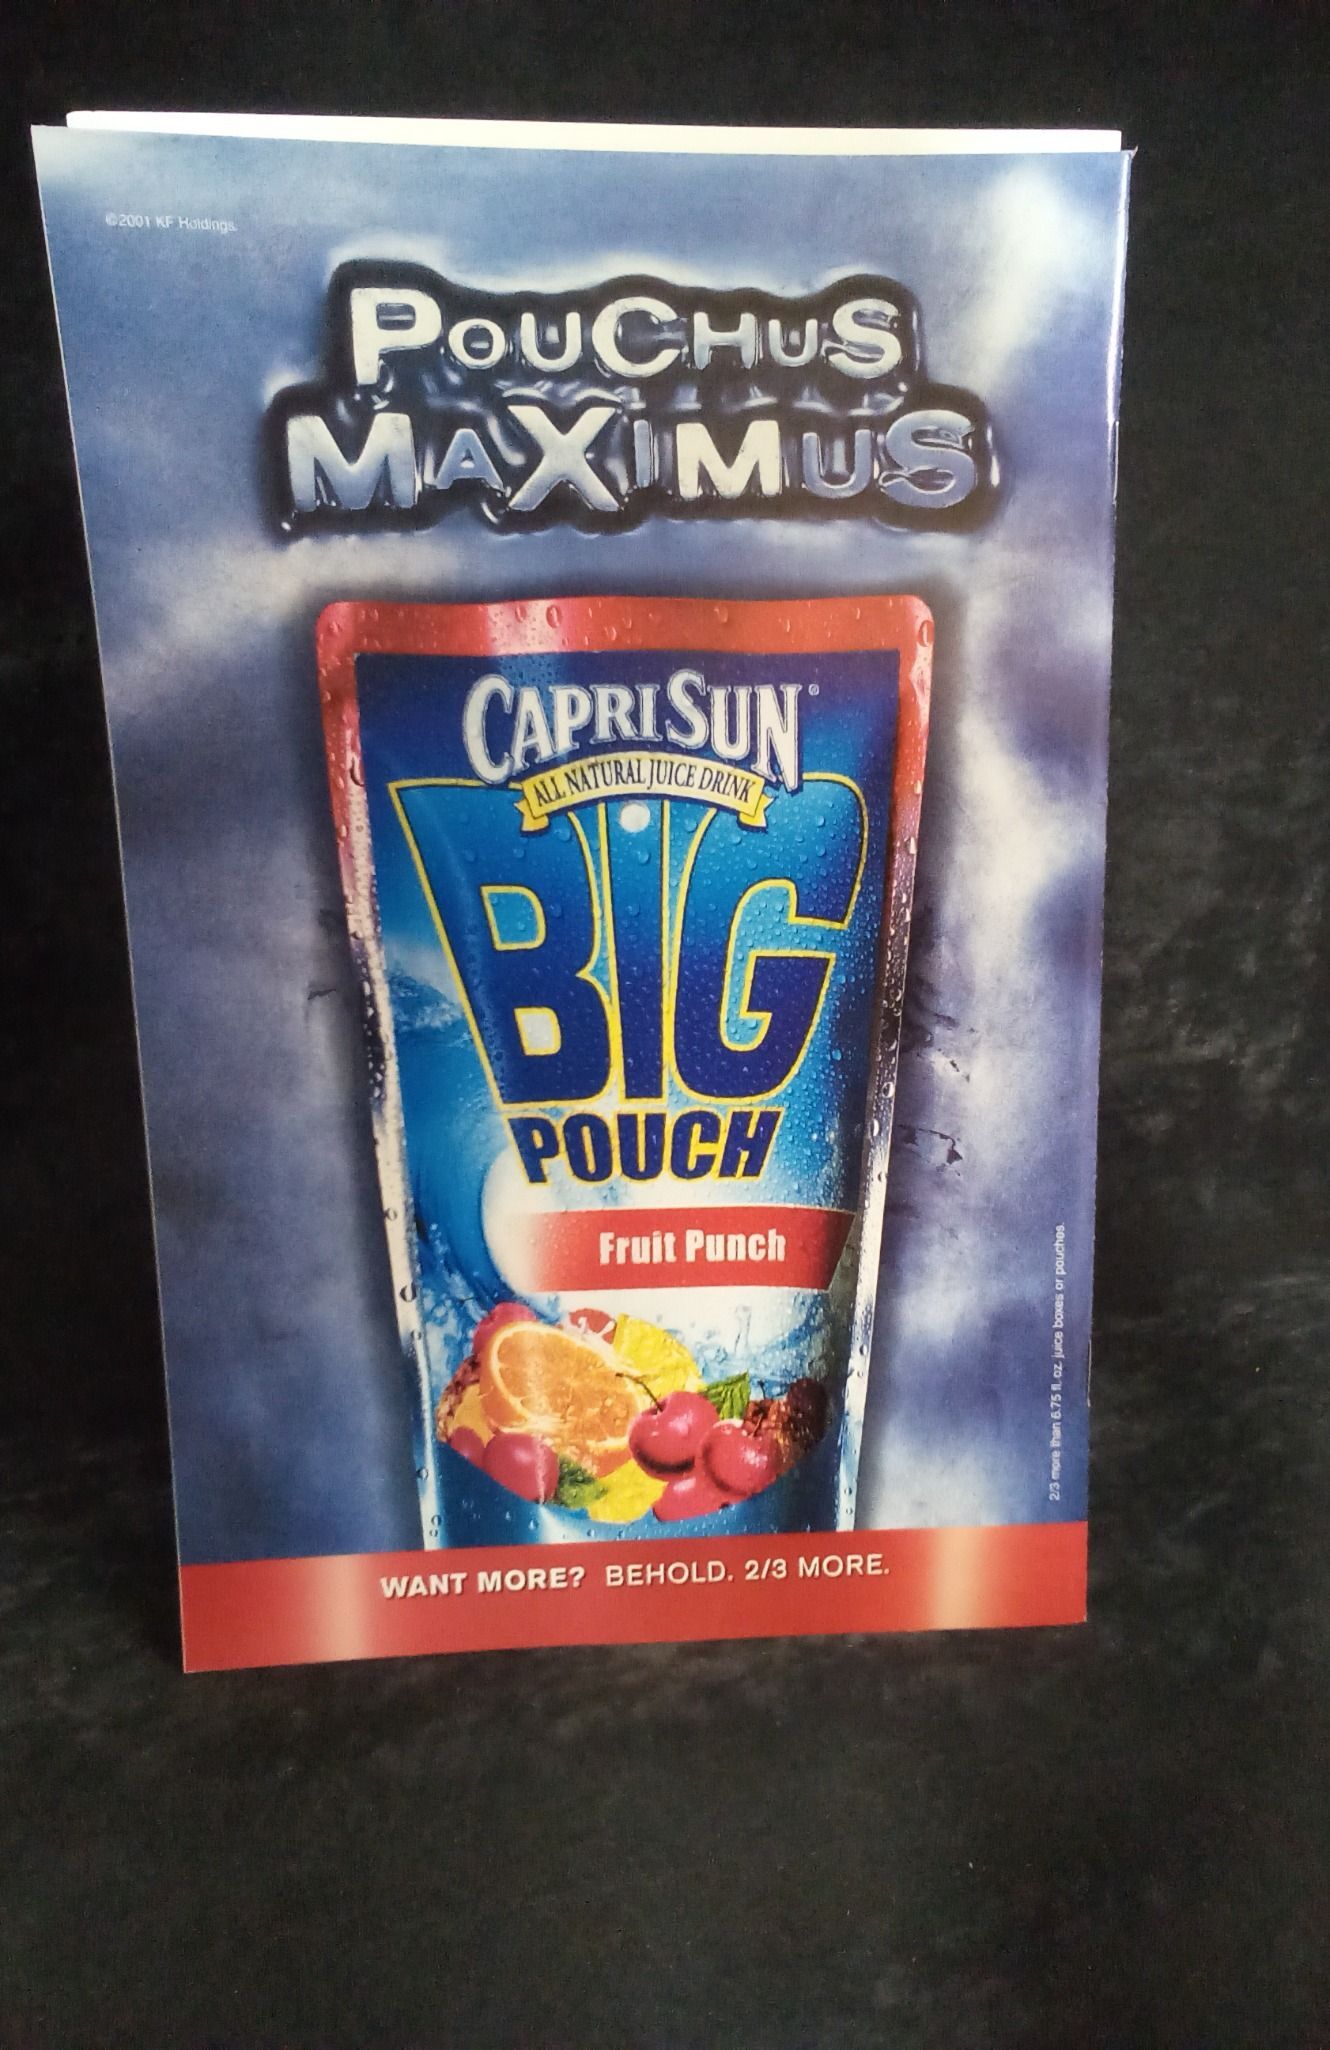 ©2001 KF Holdings.
POUCHUS
MAXIMUS
CAPRI SUN®
ALL NATURAL JUICE DRINK
BIG
POUCH
Fruit Punch
2/3 more than 6.75 fl. oz. juice boxes or pouches.
WANT MORE? BEHOLD. 2/3 MORE.